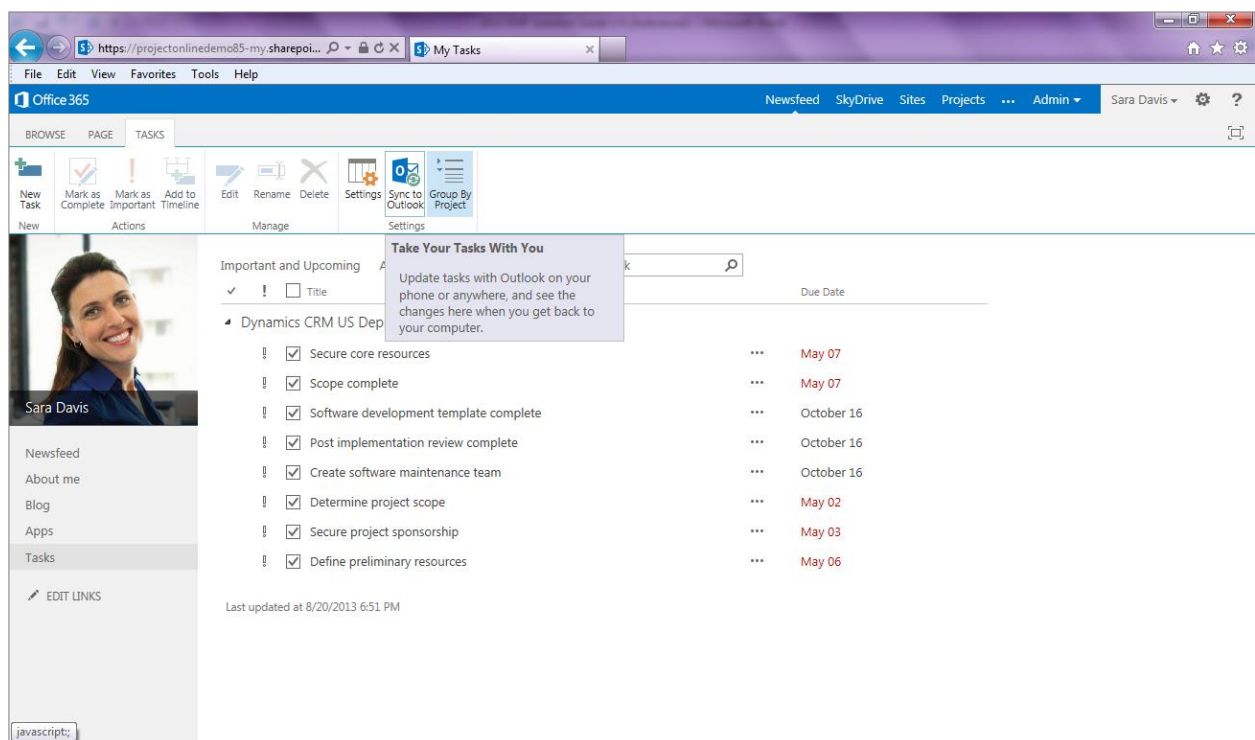 https://projectonlinedemo85-my.sharepoi...
My Tasks
File Edit View Favorites Tools Help
Office 365
Newsfeed SkyDrive Sites Projects ... Admin
Sara Davis
?
BROWSE PAGE TASKS
New Task
Mark as Complete
Mark as Important
Add to Timeline
Edit
Rename
Delete
Settings
Sync to Outlook
Group By Project
New
Actions
Manage
Settings
Take Your Tasks With You
Update tasks with Outlook on your
phone or anywhere, and see the
changes here when you get back to
your computer.
Important and Upcoming
! Title
Due Date
Dynamics CRM US Dep
Secure core resources ... May 07
Scope complete ... May 07
Software development template complete ... October 16
Post implementation review complete ... October 16
Create software maintenance team ... October 16
Determine project scope ... May 02
Secure project sponsorship ... May 03
Define preliminary resources ... May 06
Last updated at 8/20/2013 6:51 PM
Sara Davis
Newsfeed
About me
Blog
Apps
Tasks
EDIT LINKS
javascript:;